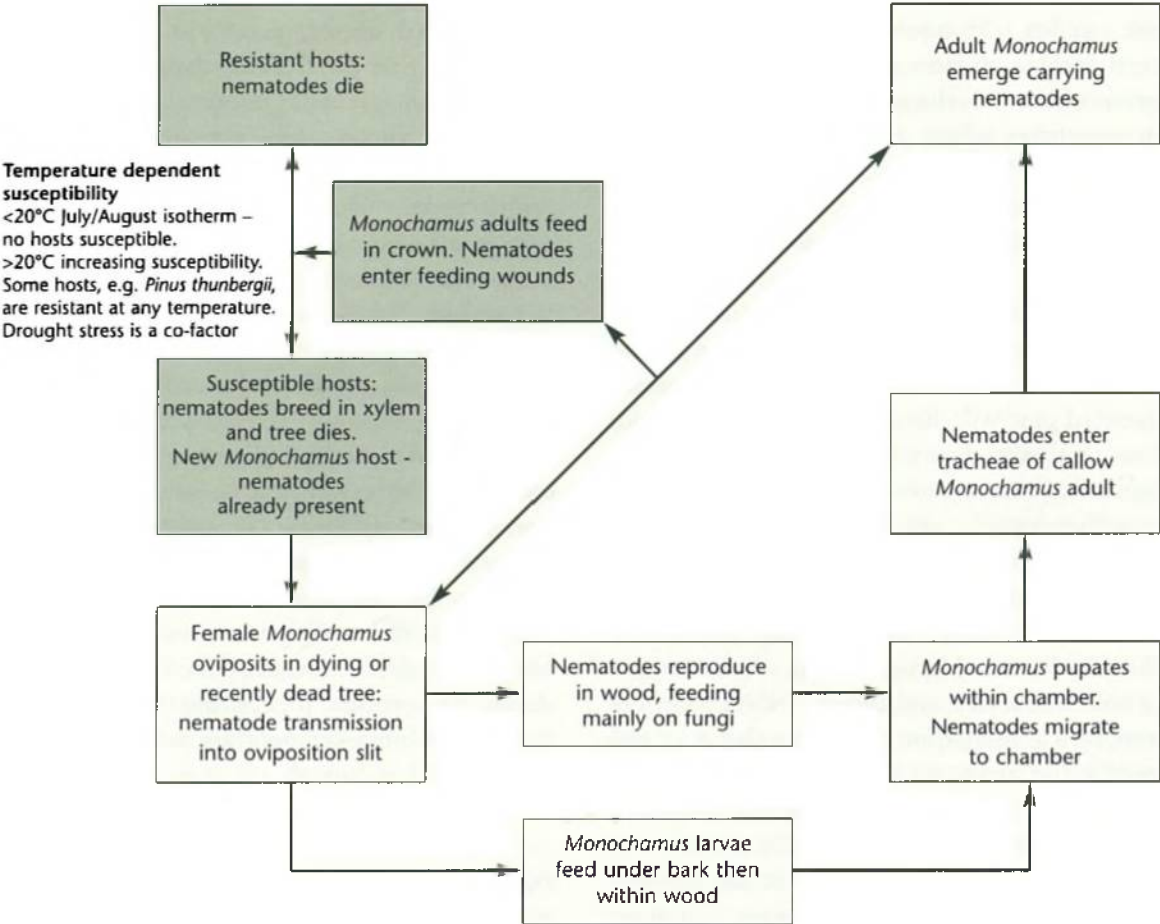 Resistant hosts:
nematodes die
Adult Monochamus
emerge carrying
nematodes
Temperature dependent
susceptibility
<20°C July/August isotherm –
no hosts susceptible.
>20°C increasing susceptibility.
Some hosts, e.g. Pinus thunbergii,
are resistant at any temperature.
Drought stress is a co-factor
Monochamus adults feed
in crown. Nematodes
enter feeding wounds
Susceptible hosts:
nematodes breed in xylem
and tree dies.
New Monochamus host -
nematodes
already present
Nematodes enter
tracheae of callow
Monochamus adult
Female Monochamus
oviposits in dying or
recently dead tree:
nematode transmission
into oviposition slit
Nematodes reproduce
in wood, feeding
mainly on fungi
Monochamus pupates
within chamber.
Nematodes migrate
to chamber
Monochamus larvae
feed under bark then
within wood